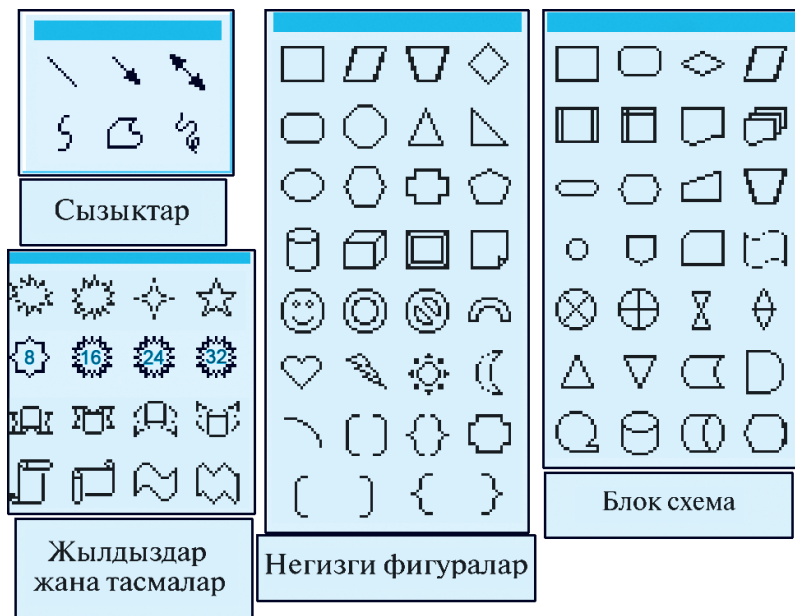 Сызыктар
8 16 24 32
Жылдыздар
жана тасмалар
Негизги фигуралар
Блок схема